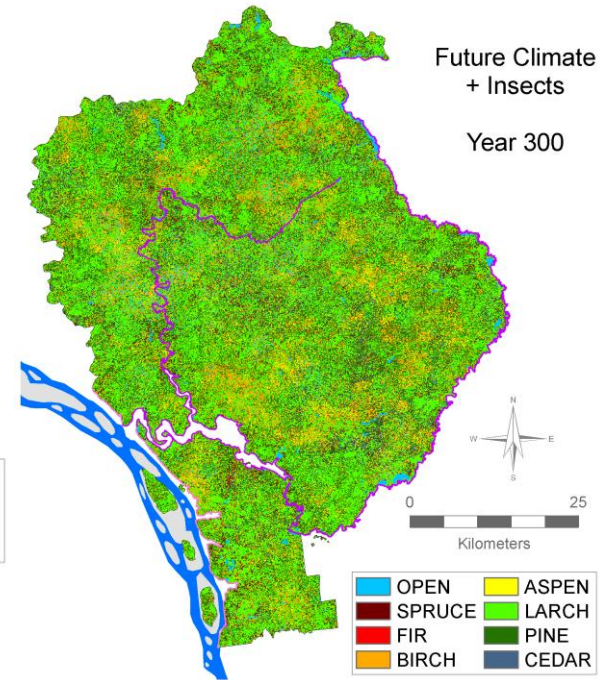 Future Climate
+ Insects
Year 300
N
W E
S
0 25
Kilometers
OPEN ASPEN
SPRUCE LARCH
FIR PINE
BIRCH CEDAR